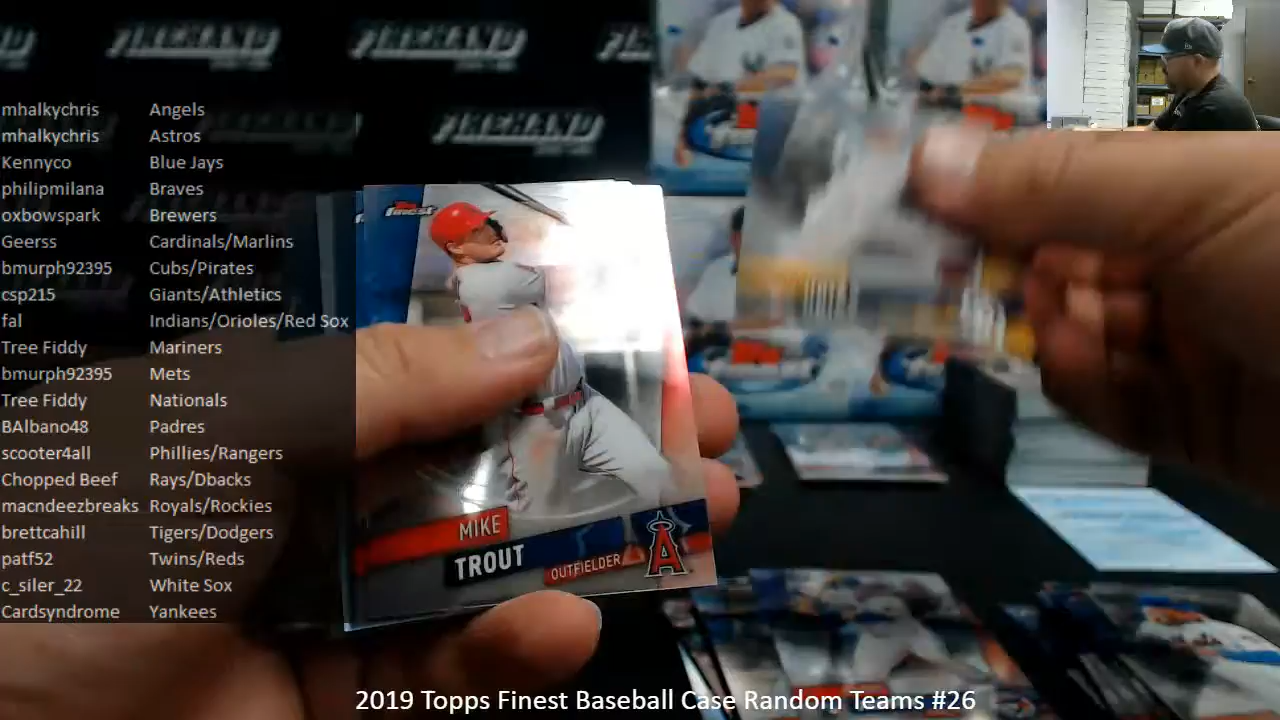 FIREHAND FIREHAND
FIREHAND
mhalkychris Angels
mhalkychris Astros
Kennyco Blue Jays
philipmilana Braves
oxbowspark Brewers
Geerss Cardinals/Marlins
bmurph92395 Cubs/Pirates
csp215 Giants/Athletics
fal Indians/Orioles/Red Sox
Tree Fiddy Mariners
bmurph92395 Mets
Tree Fiddy Nationals
BAlbano48 Padres
scooter4all Phillies/Rangers
Chopped Beef Rays/Dbacks
macndeezbreaks Royals/Rockies
brettcahill Tigers/Dodgers
patf52 Twins/Reds
c_siler_22 White Sox
Cardsyndrome Yankees
finest
MIKE
TROUT
OUTFIELDER
A
2019 Topps Finest Baseball Case Random Teams #26